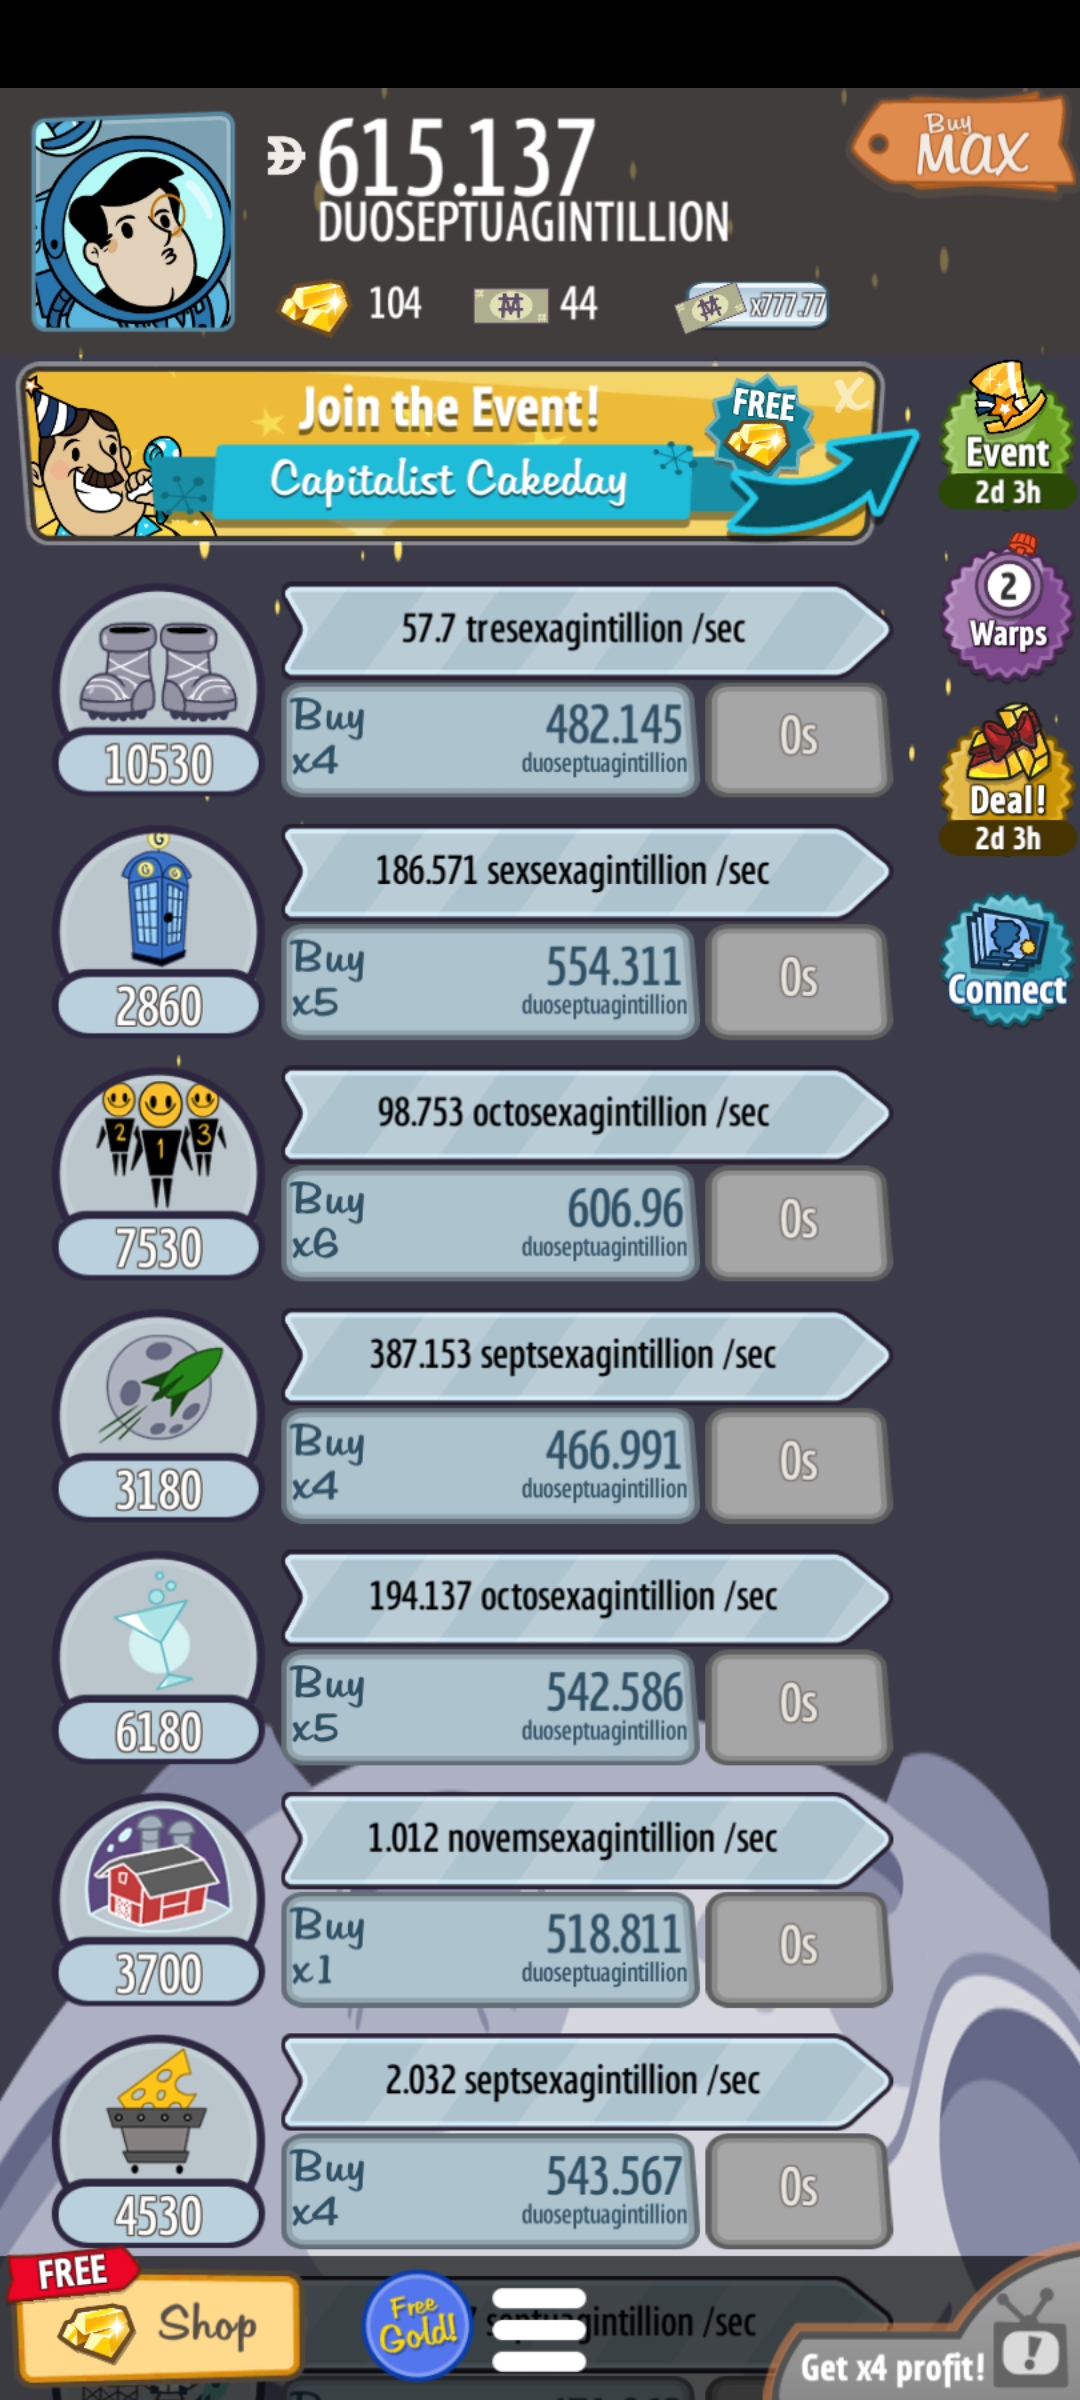 615.137
DUOSEPTUAGINTILLION
Buy
MAX
104
44
x777.77
Join the Event!
Capitalist Cakeday
FREE
X
Event
2d 3h
57.7 tresexagintillion /sec
Buy
x4
482.145
duoseptuagintillion
0s
10530
2
Warps
186.571 sexsexagintillion /sec
Buy
x5
554.311
duoseptuagintillion
0s
2860
Deal!
2d 3h
Connect
98.753 octosexagintillion /sec
Buy
x6
606.96
duoseptuagintillion
0s
2
1
3
7530
387.153 septsexagintillion /sec
Buy
x4
466.991
duoseptuagintillion
0s
3180
194.137 octosexagintillion /sec
Buy
x5
542.586
duoseptuagintillion
0s
6180
1.012 novemsexagintillion /sec
Buy
x1
518.811
duoseptuagintillion
0s
3700
2.032 septsexagintillion /sec
Buy
x4
543.567
duoseptuagintillion
0s
4530
FREE
Shop
Free
Gold!
/sec
Get x4 profit!